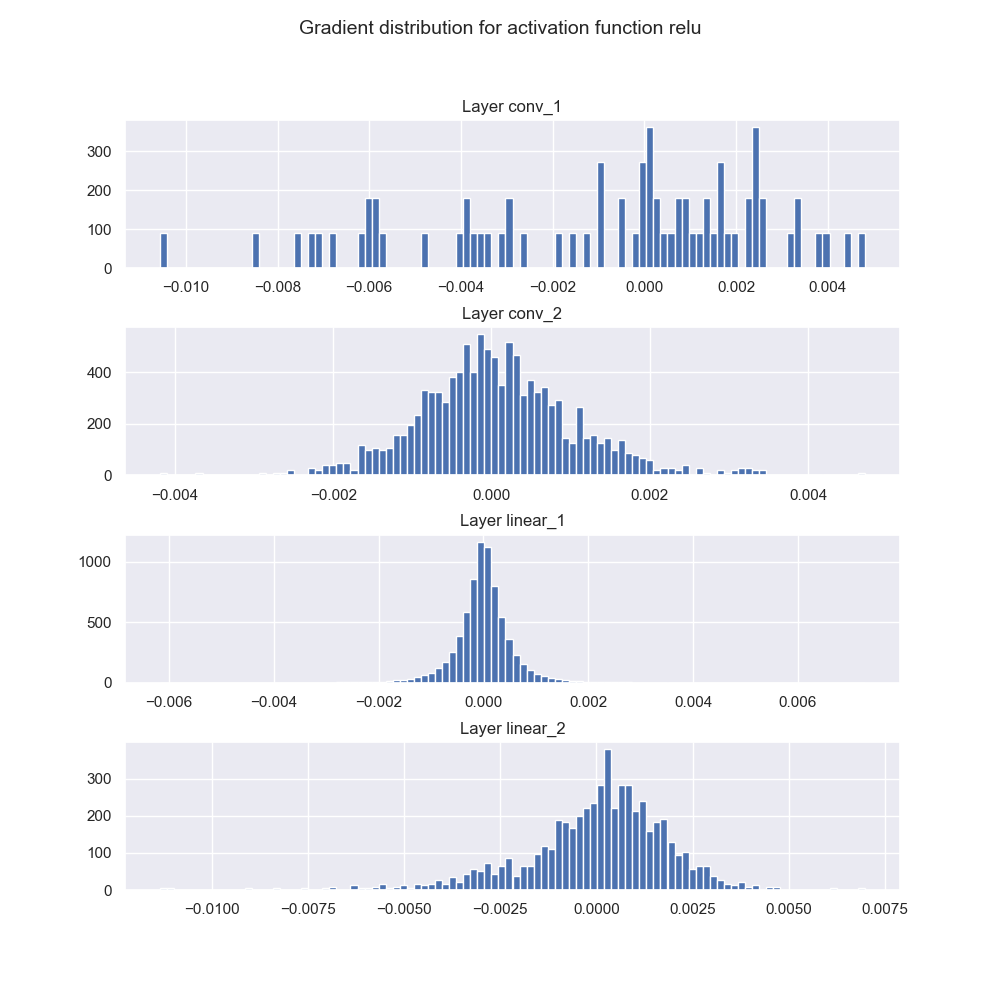 Gradient distribution for activation function relu
Layer conv_1
300
200
100
0
−0.010 −0.008 −0.006 −0.004 −0.002 0.000 0.002 0.004
Layer conv_2
400
200
0
−0.004 −0.002 0.000 0.002 0.004
Layer linear_1
1000
500
0
−0.006 −0.004 −0.002 0.000 0.002 0.004 0.006
Layer linear_2
300
200
100
0
−0.0100 −0.0075 −0.0050 −0.0025 0.0000 0.0025 0.0050 0.0075